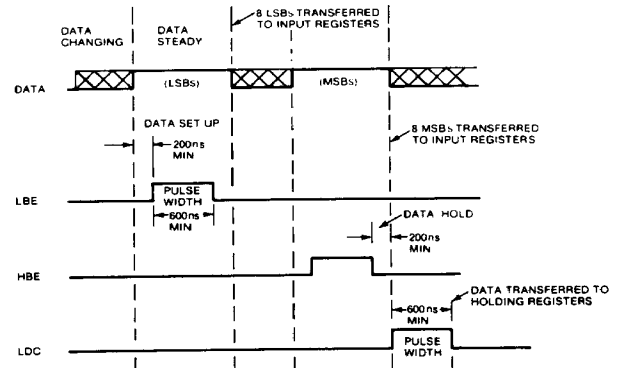 8 LSBs TRANSFERRED
TO INPUT REGISTERS
DATA
CHANGING
DATA
STEADY
DATA
(LSBs)
(MSBs)
DATA SET UP
200ns
MIN
8 MSBs TRANSFERRED
TO INPUT REGISTERS
LBE
PULSE
WIDTH
600ns
MIN
DATA HOLD
200ns
MIN
HBE
DATA TRANSFERRED TO
HOLDING REGISTERS
600ns
MIN
LDC
PULSE
WIDTH